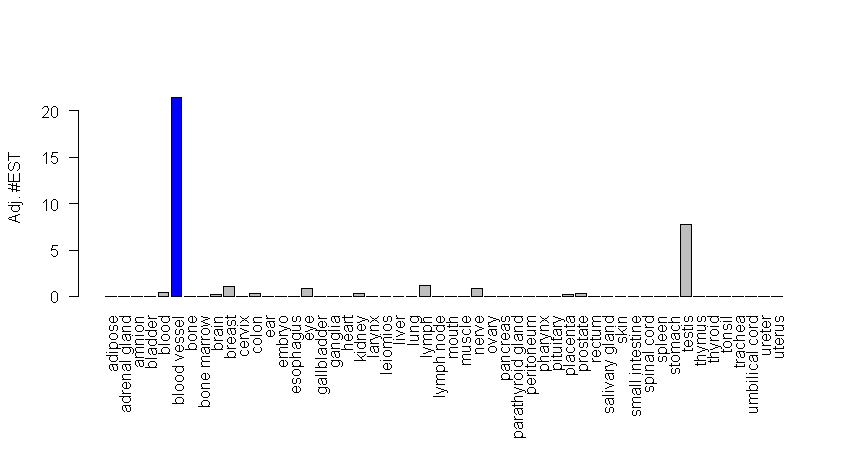 Adj. #EST
20
15
10
5
0
adipose
adrenal gland
amnion
bladder
blood
blood vessel
bone
bone marrow
brain
breast
cervix
colon
ear
embryo
esophagus
eye
gallbladder
ganglia
heart
kidney
larynx
leiomios
liver
lung
lymph
lymph node
mouth
muscle
nerve
ovary
pancreas
parathyroid gland
peritoneum
pharynx
pituitary
placenta
prostate
rectum
salivary gland
skin
small intestine
spinal cord
spleen
stomach
testis
thymus
thyroid
tonsil
trachea
umbilical cord
ureter
uterus